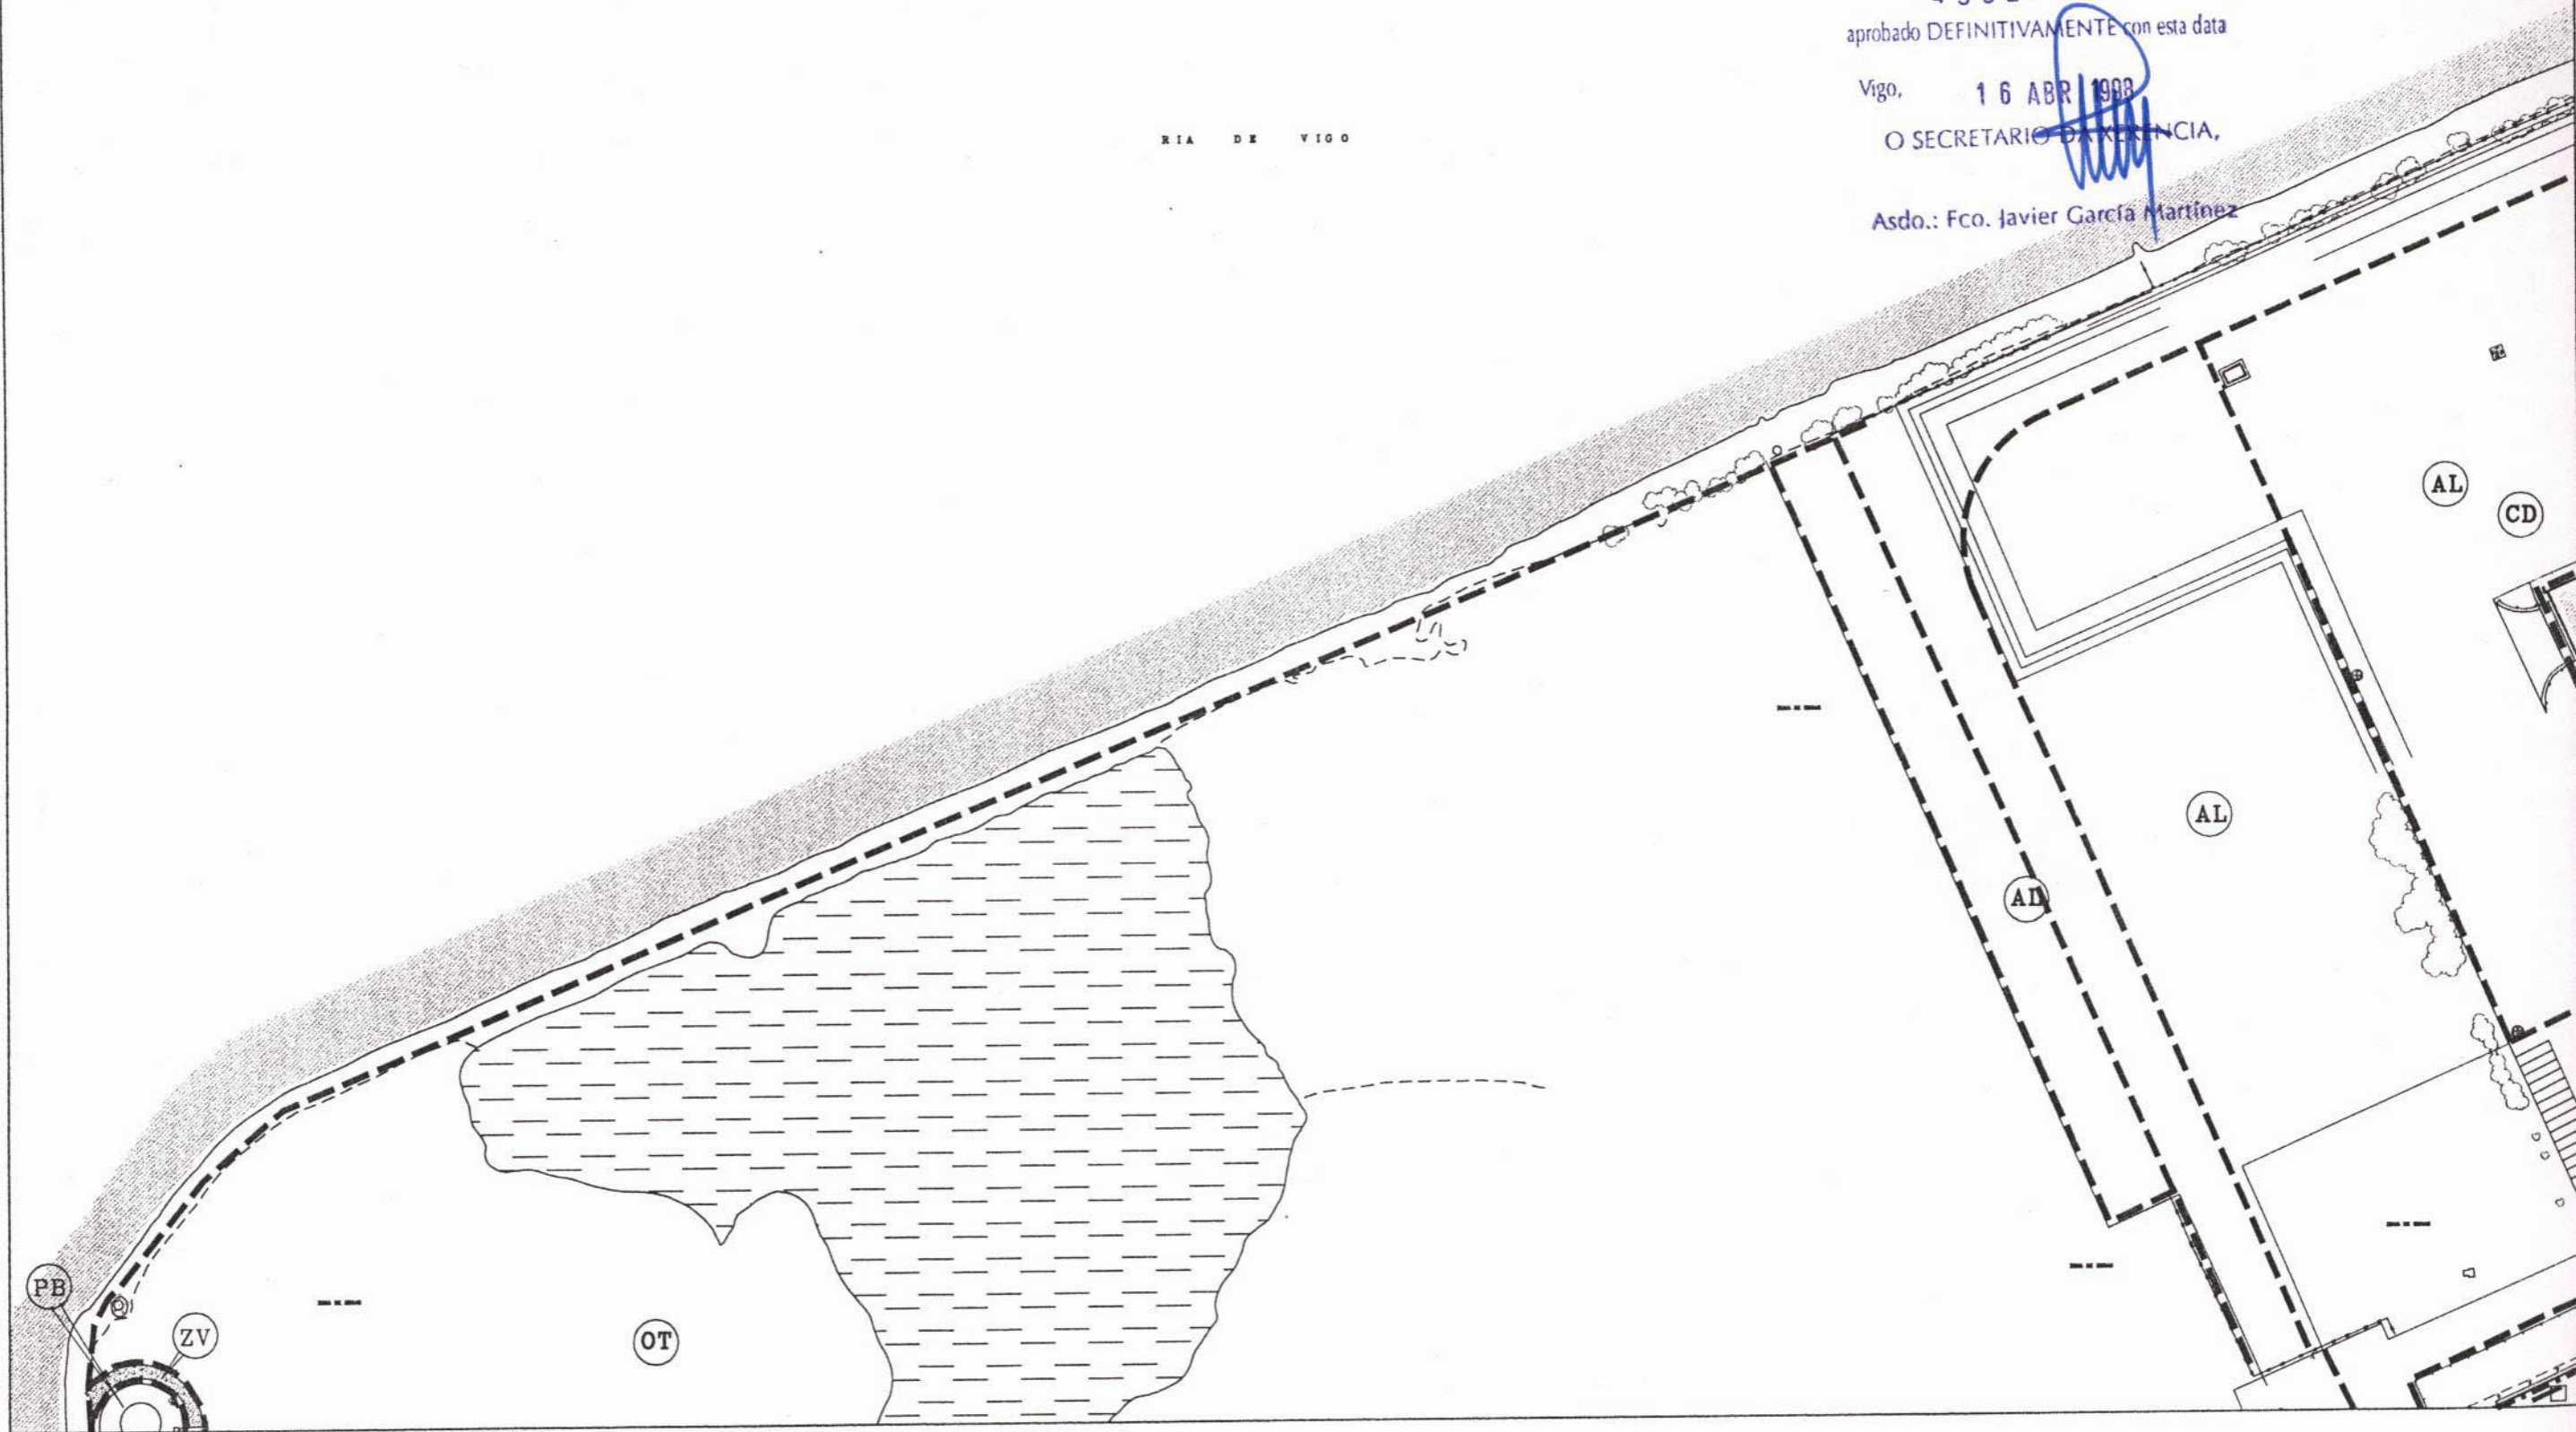 aprobado DEFINITIVAMENTE con esta data
Vigo, 16 ABR 1998
O SECRETARIO DA XERENCIA,
Asdo.: Fco. Javier García Martínez
RIA DE VIGO
AL
CD
AL
AL
PB
ZV
OT